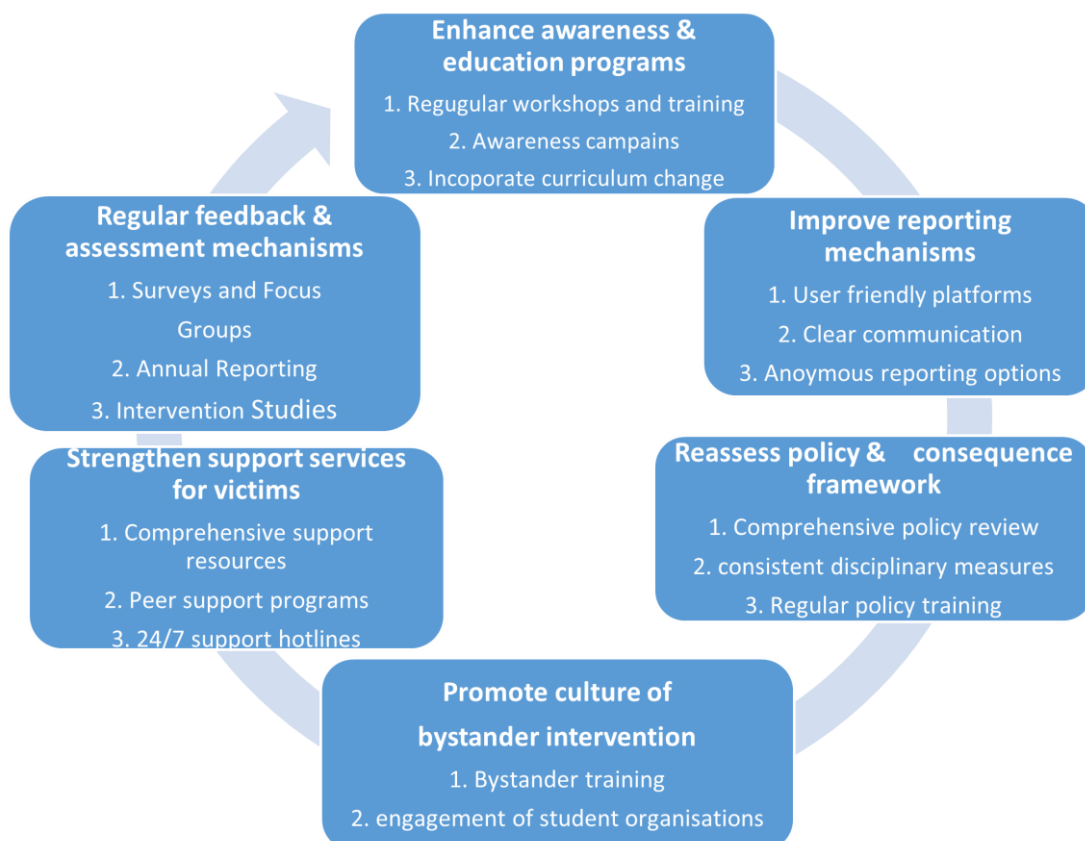 Enhance awareness &
education programs
1. Regugular workshops and training
2. Awareness campains
3. Incoporate curriculum change
Improve reporting
mechanisms
1. User friendly platforms
2. Clear communication
3. Anoymous reporting options
Reassess policy & consequence
framework
1. Comprehensive policy review
2. consistent disciplinary measures
3. Regular policy training
Promote culture of
bystander intervention
1. Bystander training
2. engagement of student organisations
Strengthen support services
for victims
1. Comprehensive support
resources
2. Peer support programs
3. 24/7 support hotlines
Regular feedback &
assessment mechanisms
1. Surveys and Focus
Groups
2. Annual Reporting
3. Intervention Studies